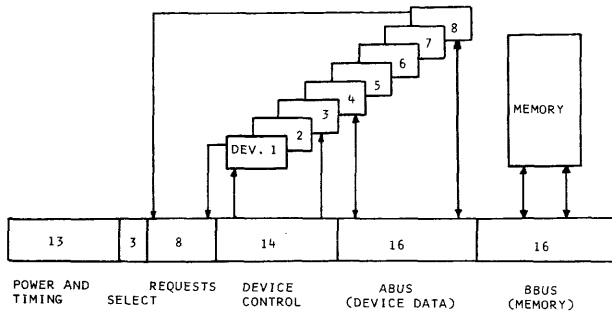 8
7
6
5
4
3
2
DEV. 1
MEMORY
13 3 8 14 16 16
POWER AND TIMING
SELECT
REQUESTS
DEVICE CONTROL
ABUS (DEVICE DATA)
BBUS (MEMORY)